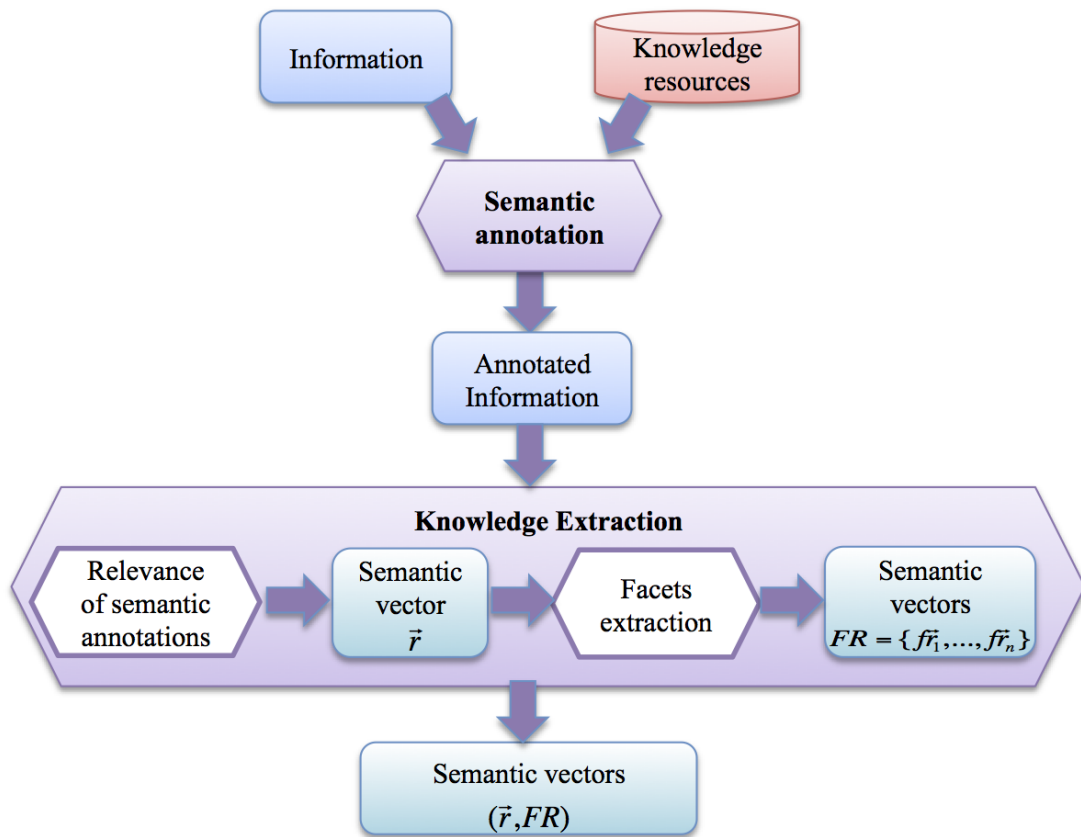 Information
Knowledge
resources
Semantic
annotation
Annotated
Information
Knowledge Extraction
Relevance
of semantic
annotations
Semantic
vector
r⃗
Facets
extraction
Semantic
vectors
FR = {fr⃗₁,...,fr⃗ₙ}
Semantic vectors
(r⃗,FR)